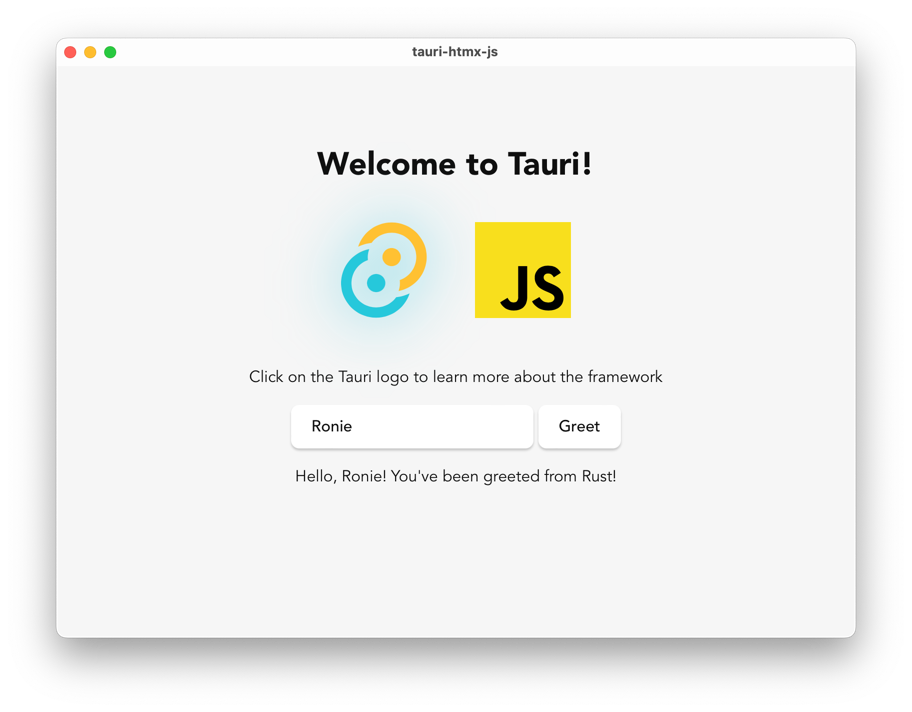 tauri-htmx-js
Welcome to Tauri!
JS
Click on the Tauri logo to learn more about the framework
Ronie Greet
Hello, Ronie! You've been greeted from Rust!